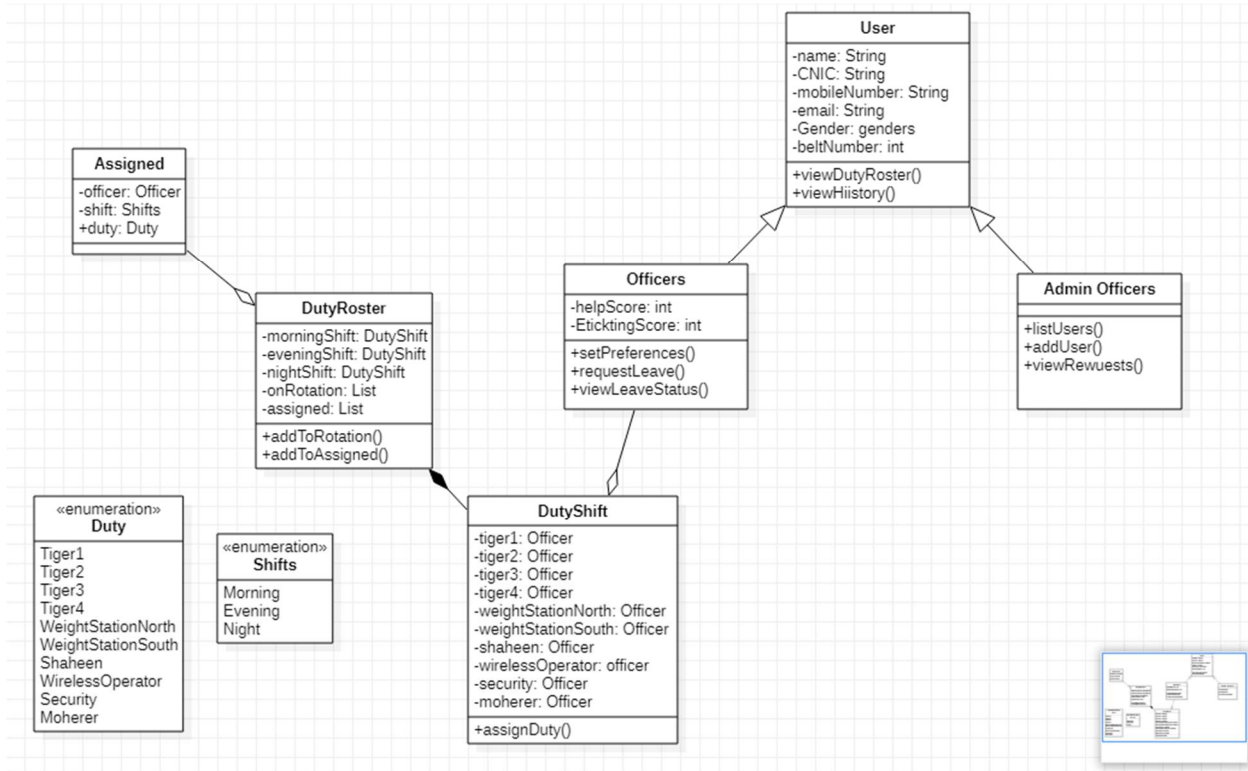 User
-name: String
-CNIC: String
-mobileNumber: String
-email: String
-Gender: genders
-beltNumber: int
+viewDutyRoster()
+viewHiistory()
Assigned
-officer: Officer
-shift: Shifts
+duty: Duty
Officers
-helpScore: int
-EticktingScore: int
+setPreferences()
+requestLeave()
+viewLeaveStatus()
Admin Officers
+listUsers()
+addUser()
+viewRewuests()
DutyRoster
-morningShift: DutyShift
-eveningShift: DutyShift
-nightShift: DutyShift
-onRotation: List
-assigned: List
+addToRotation()
+addToAssigned()
«enumeration»
Duty
Tiger1
Tiger2
Tiger3
Tiger4
WeightStationNorth
WeightStationSouth
Shaheen
WirelessOperator
Security
Moherer
«enumeration»
Shifts
Morning
Evening
Night
DutyShift
-tiger1: Officer
-tiger2: Officer
-tiger3: Officer
-tiger4: Officer
-weightStationNorth: Officer
-weightStationSouth: Officer
-shaheen: Officer
-wirelessOperator: officer
-security: Officer
-moherer: Officer
+assignDuty()